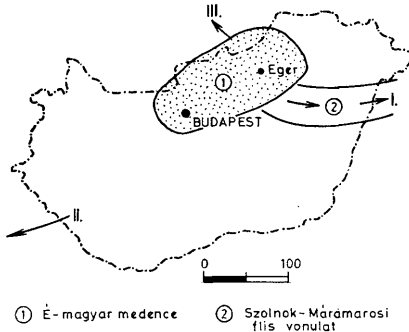 III.
Eger
①
BUDAPEST
② I.
II.
0 100
① É-magyar medence
② Szolnok-Máramarosi
flis vonulat